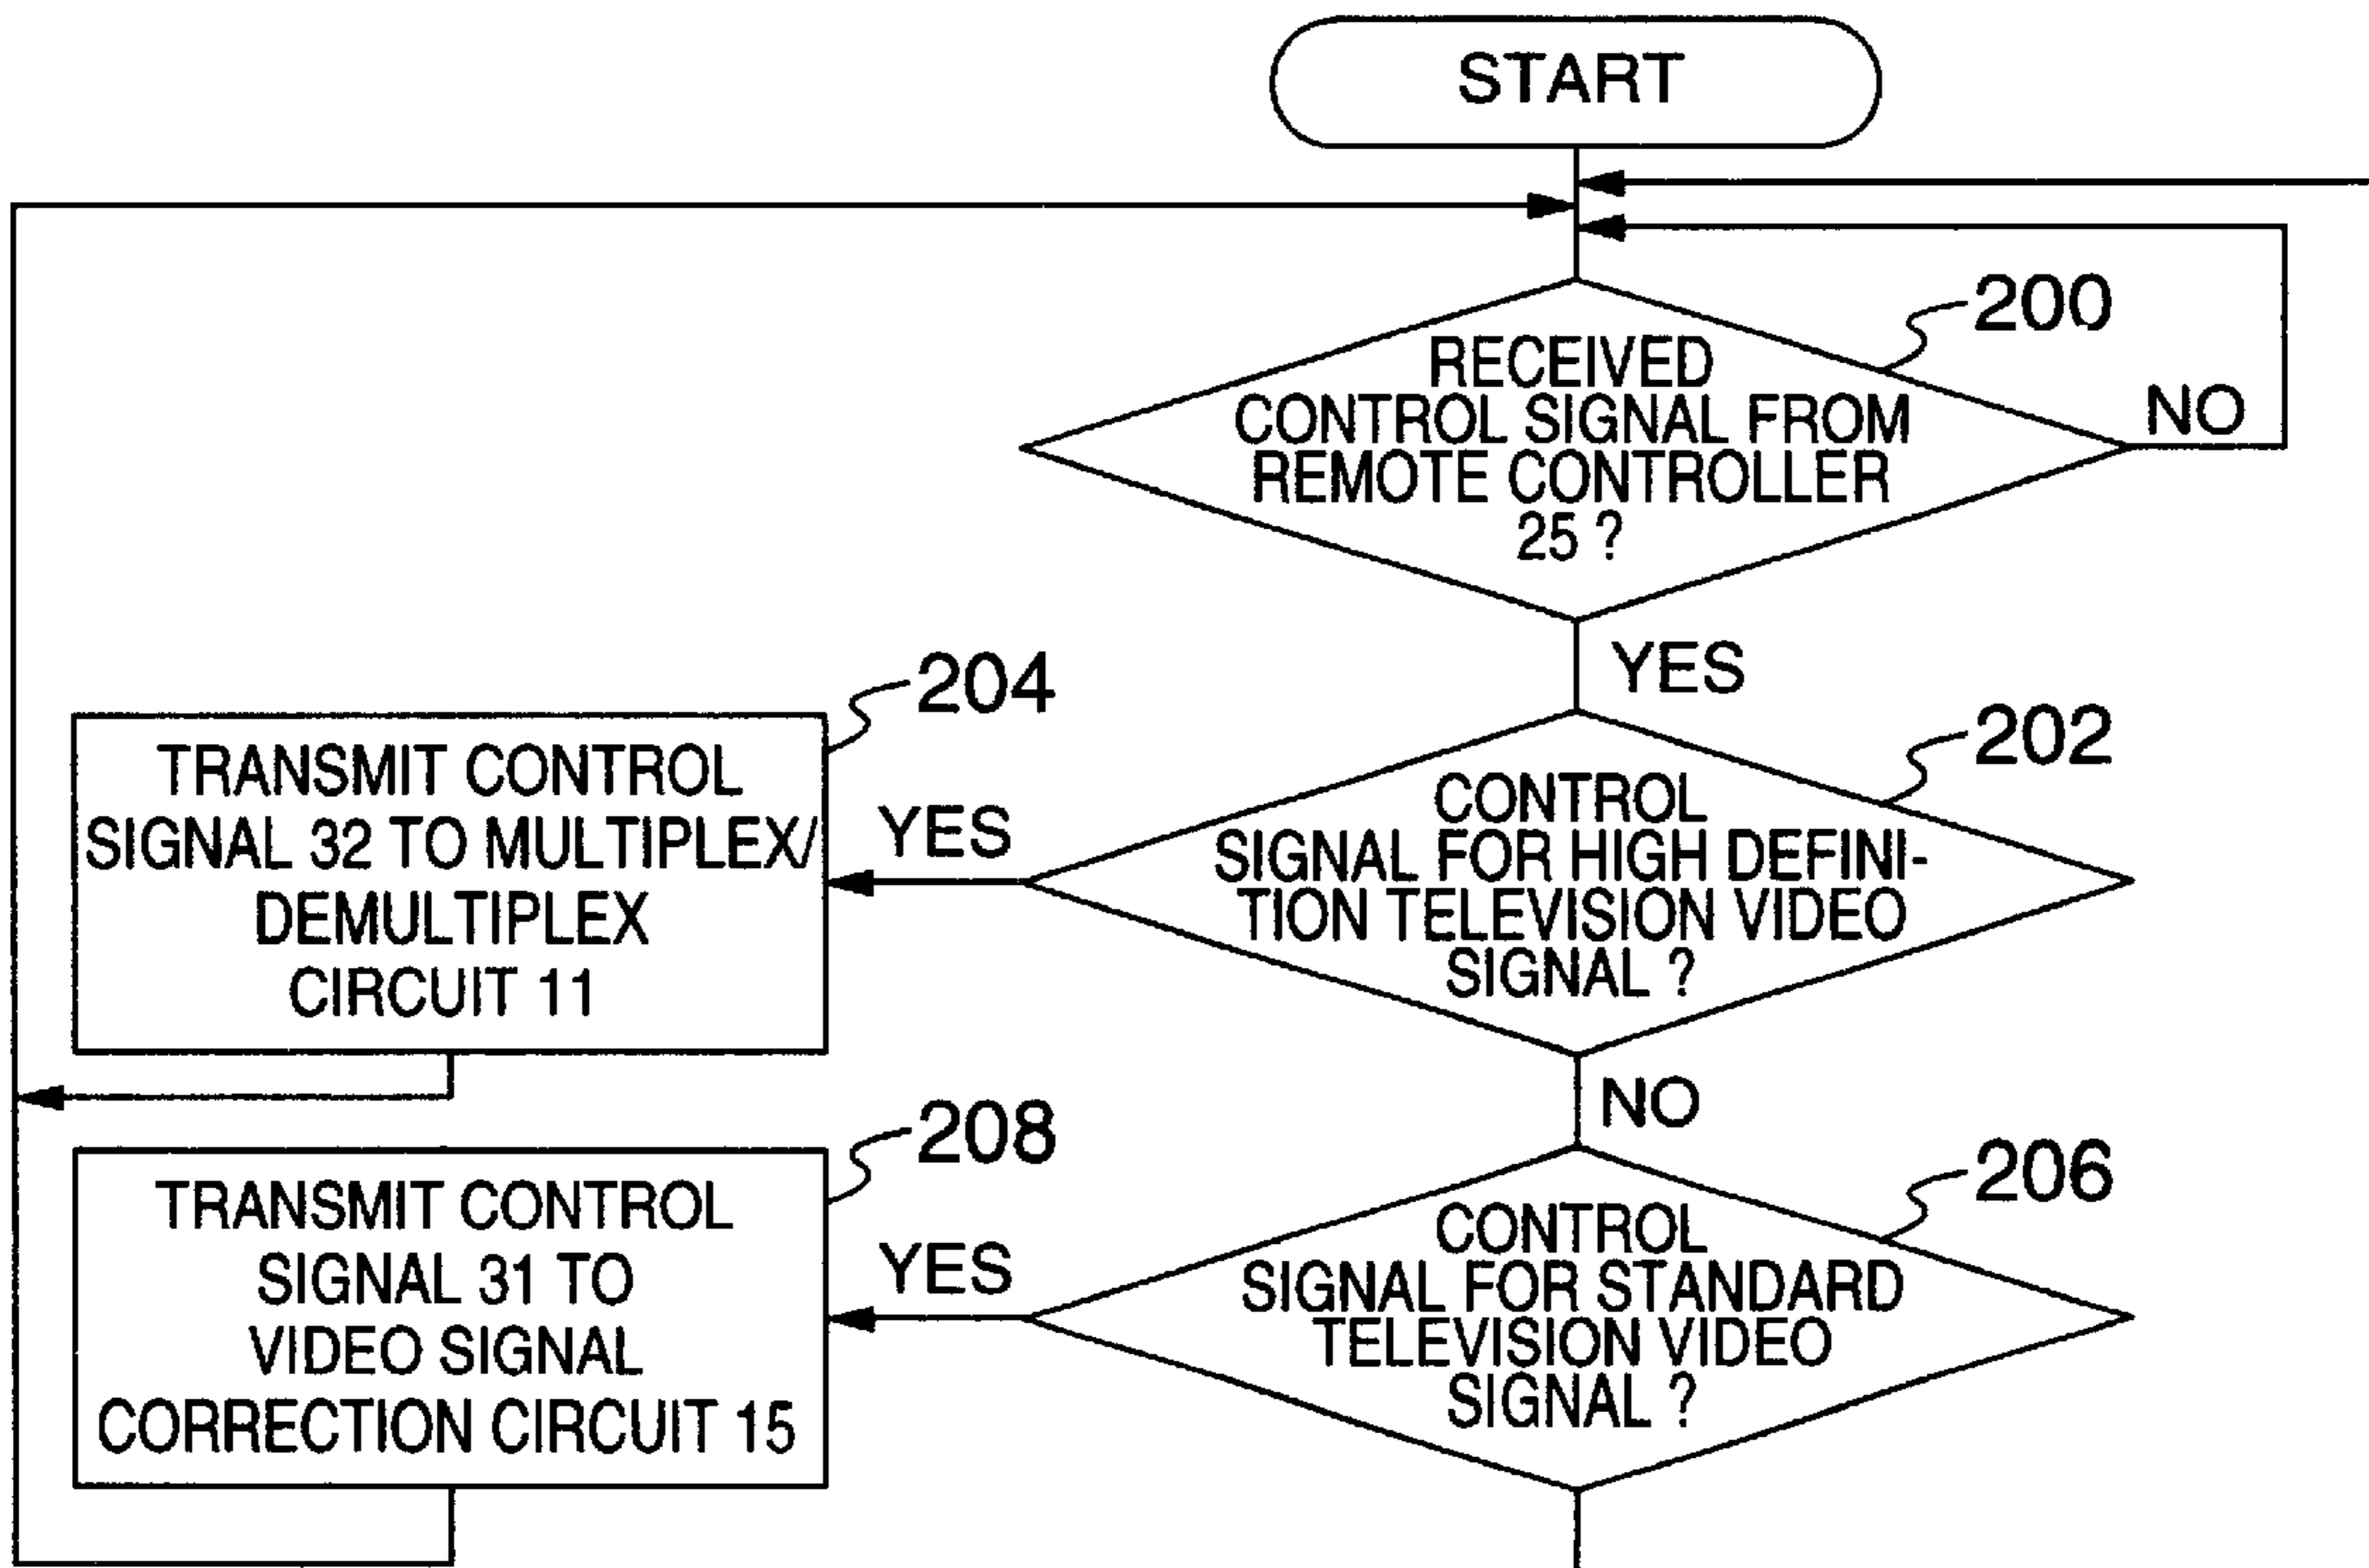 START
200
RECEIVED
CONTROL SIGNAL FROM
REMOTE CONTROLLER
25 ?
NO
YES
204
TRANSMIT CONTROL
SIGNAL 32 TO MULTIPLEX/
DEMULTIPLEX
CIRCUIT 11
YES
202
CONTROL
SIGNAL FOR HIGH DEFINI-
TION TELEVISION VIDEO
SIGNAL ?
NO
208
TRANSMIT CONTROL
SIGNAL 31 TO
VIDEO SIGNAL
CORRECTION CIRCUIT 15
YES
206
CONTROL
SIGNAL FOR STANDARD
TELEVISION VIDEO
SIGNAL ?